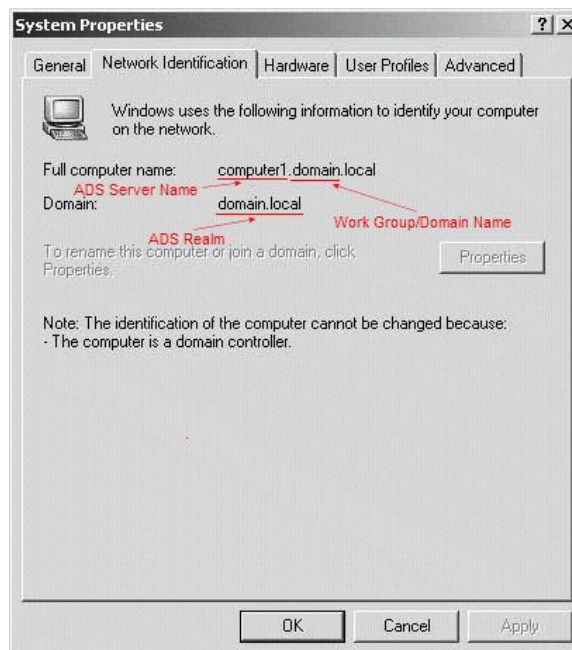 System Properties
General Network Identification Hardware User Profiles Advanced
Windows uses the following information to identify your computer
on the network.
Full computer name: computer1.domain.local
ADS Server Name
Domain: domain.local
Work Group/Domain Name
ADS Realm
To rename this computer or join a domain, click
Properties.
Properties
Note: The identification of the computer cannot be changed because:
- The computer is a domain controller.
OK Cancel Apply